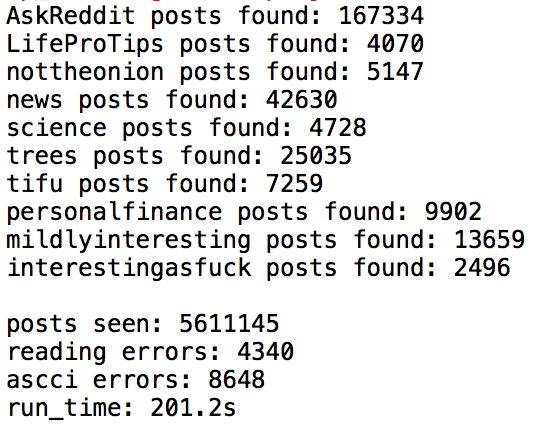 AskReddit posts found: 167334
LifeProTips posts found: 4070
nottheonion posts found: 5147
news posts found: 42630
science posts found: 4728
trees posts found: 25035
tifu posts found: 7259
personalfinance posts found: 9902
mildlyinteresting posts found: 13659
interestingasfuck posts found: 2496
posts seen: 5611145
reading errors: 4340
ascci errors: 8648
run_time: 201.2s